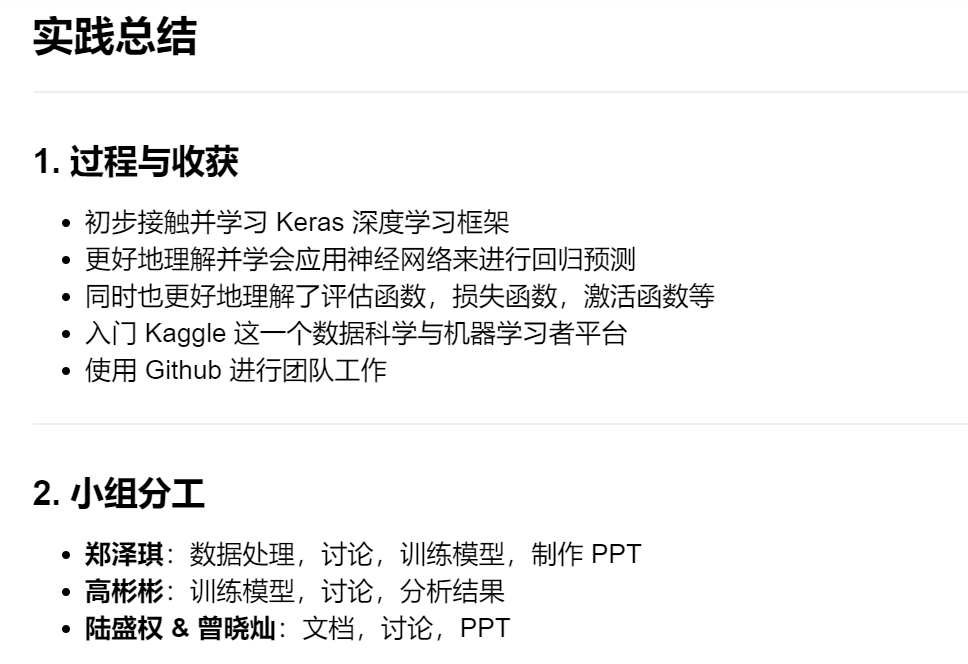 实践总结
1. 过程与收获
初步接触并学习 Keras 深度学习框架
更好地理解并学会应用神经网络来进行回归预测
同时也更好地理解了评估函数，损失函数，激活函数等
入门 Kaggle 这一个数据科学与机器学习者平台
使用 Github 进行团队工作
2. 小组分工
郑泽琪：数据处理，讨论，训练模型，制作 PPT
高彬彬：训练模型，讨论，分析结果
陆盛权 & 曾晓灿：文档，讨论，PPT